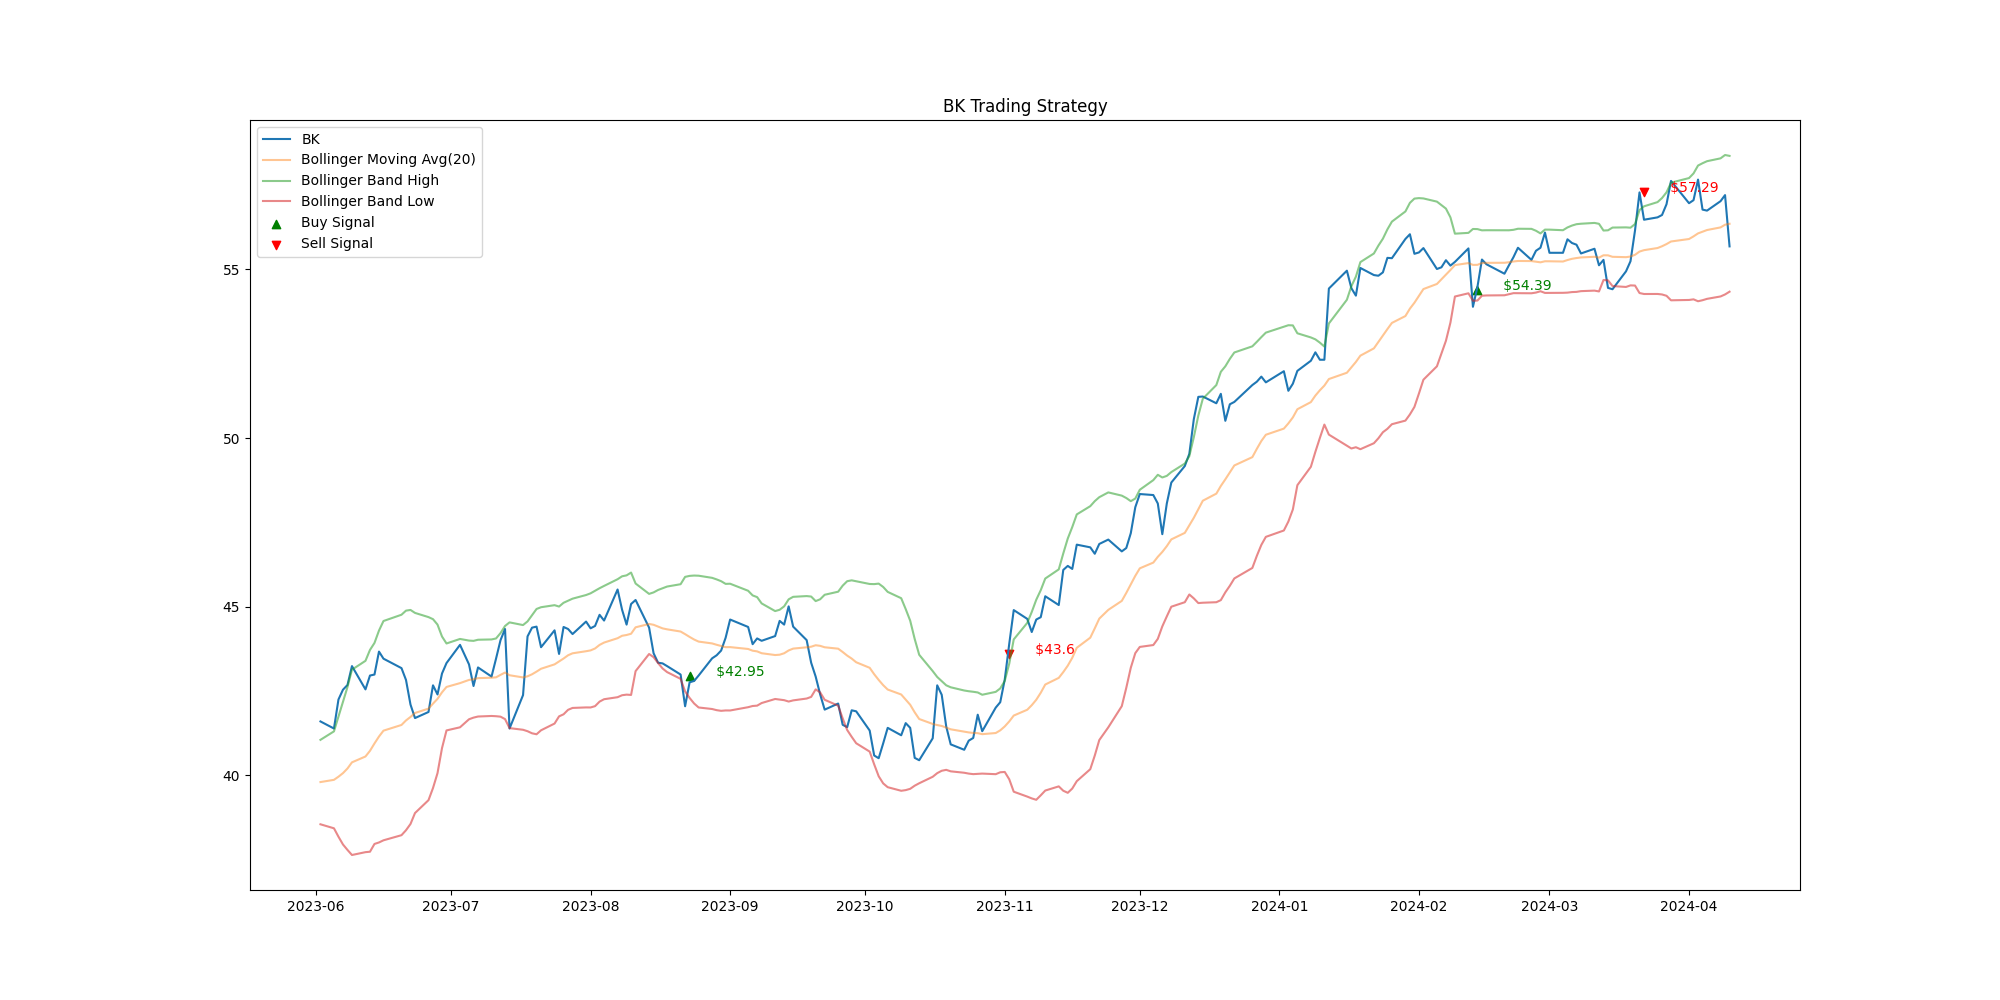 BK Trading Strategy
BK
Bollinger Moving Avg(20)
Bollinger Band High
Bollinger Band Low
Buy Signal
Sell Signal
$57.29
55
$54.39
50
45
$43.6
$42.95
40
2023-06 2023-07 2023-08 2023-09 2023-10 2023-11 2023-12 2024-01 2024-02 2024-03 2024-04